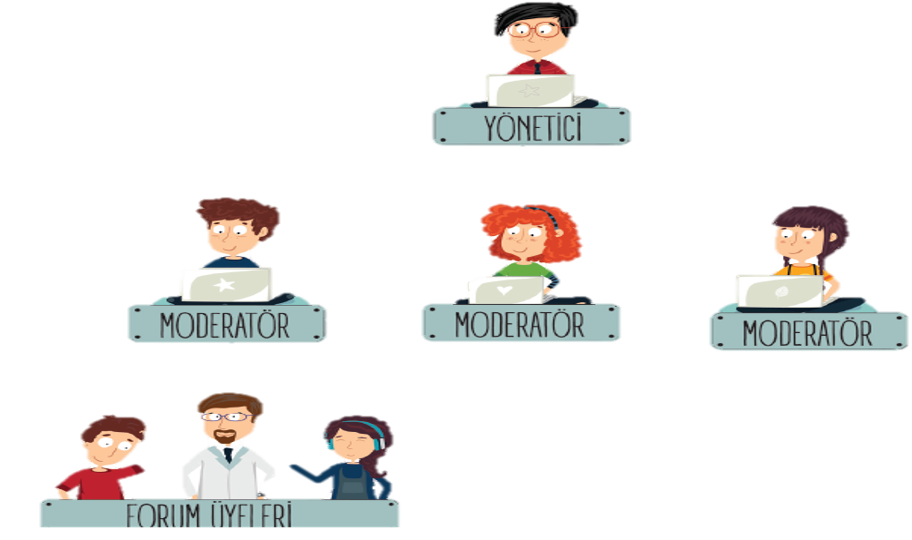 YÖNETİCİ
MODERATÖR
MODERATÖR
MODERATÖR
FORUM ÜYELERİ